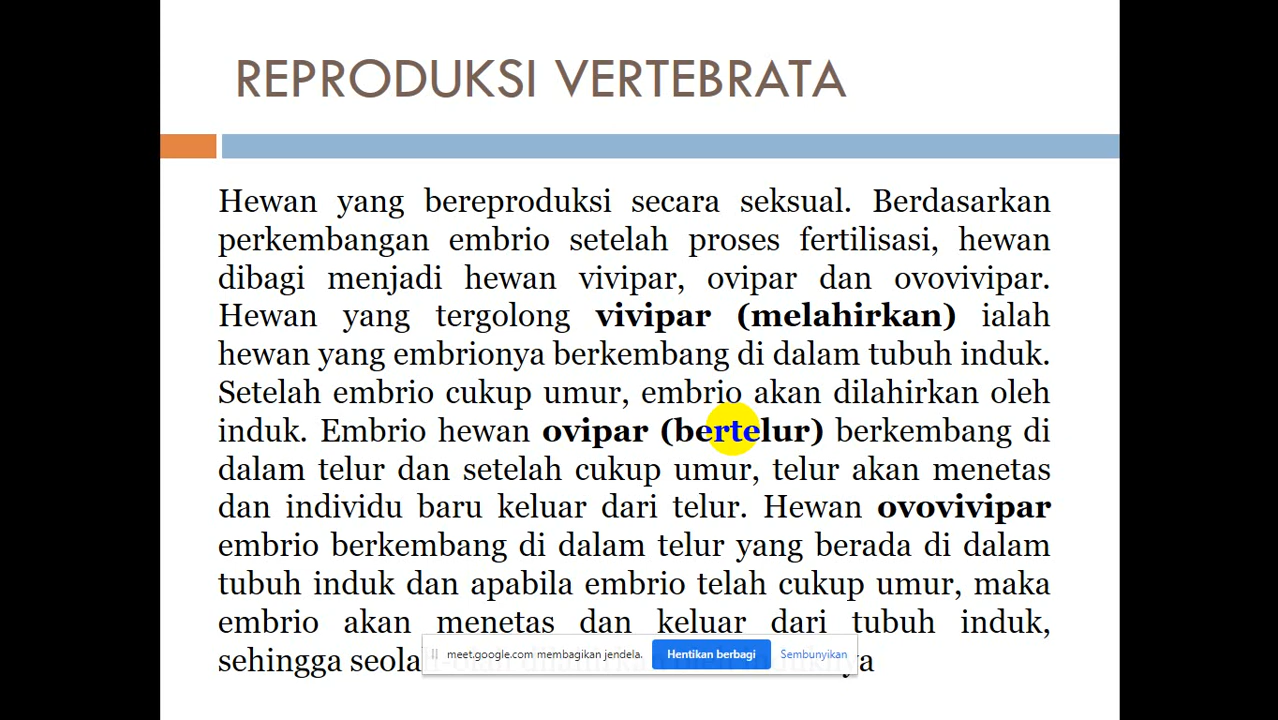 REPRODUKSI VERTEBRATA
Hewan yang bereproduksi secara seksual. Berdasarkan
perkembangan embrio setelah proses fertilisasi, hewan
dibagi menjadi hewan vivipar, ovipar dan ovovivipar.
Hewan yang tergolong vivipar (melahirkan) ialah
hewan yang embrionya berkembang di dalam tubuh induk.
Setelah embrio cukup umur, embrio akan dilahirkan oleh
induk. Embrio hewan ovipar (bertelur) berkembang di
dalam telur dan setelah cukup umur, telur akan menetas
dan individu baru keluar dari telur. Hewan ovovivipar
embrio berkembang di dalam telur yang berada di dalam
tubuh induk dan apabila embrio telah cukup umur, maka
embrio akan menetas dan keluar dari tubuh induk,
sehingga
meet.google.com membagikan jendela. Hentikan berbagi Sembunyikan